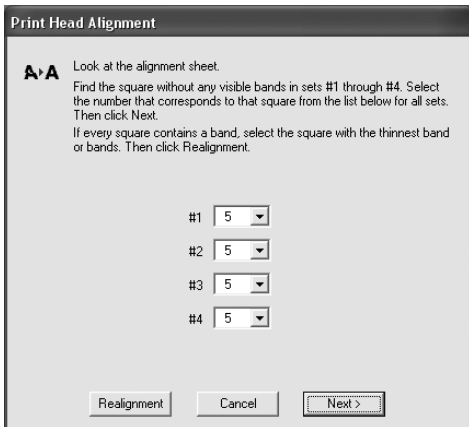 Print Head Alignment
A▸A Look at the alignment sheet.
Find the square without any visible bands in sets #1 through #4. Select
the number that corresponds to that square from the list below for all sets.
Then click Next.
If every square contains a band, select the square with the thinnest band
or bands. Then click Realignment.
#1 5
#2 5
#3 5
#4 5
Realignment Cancel Next >